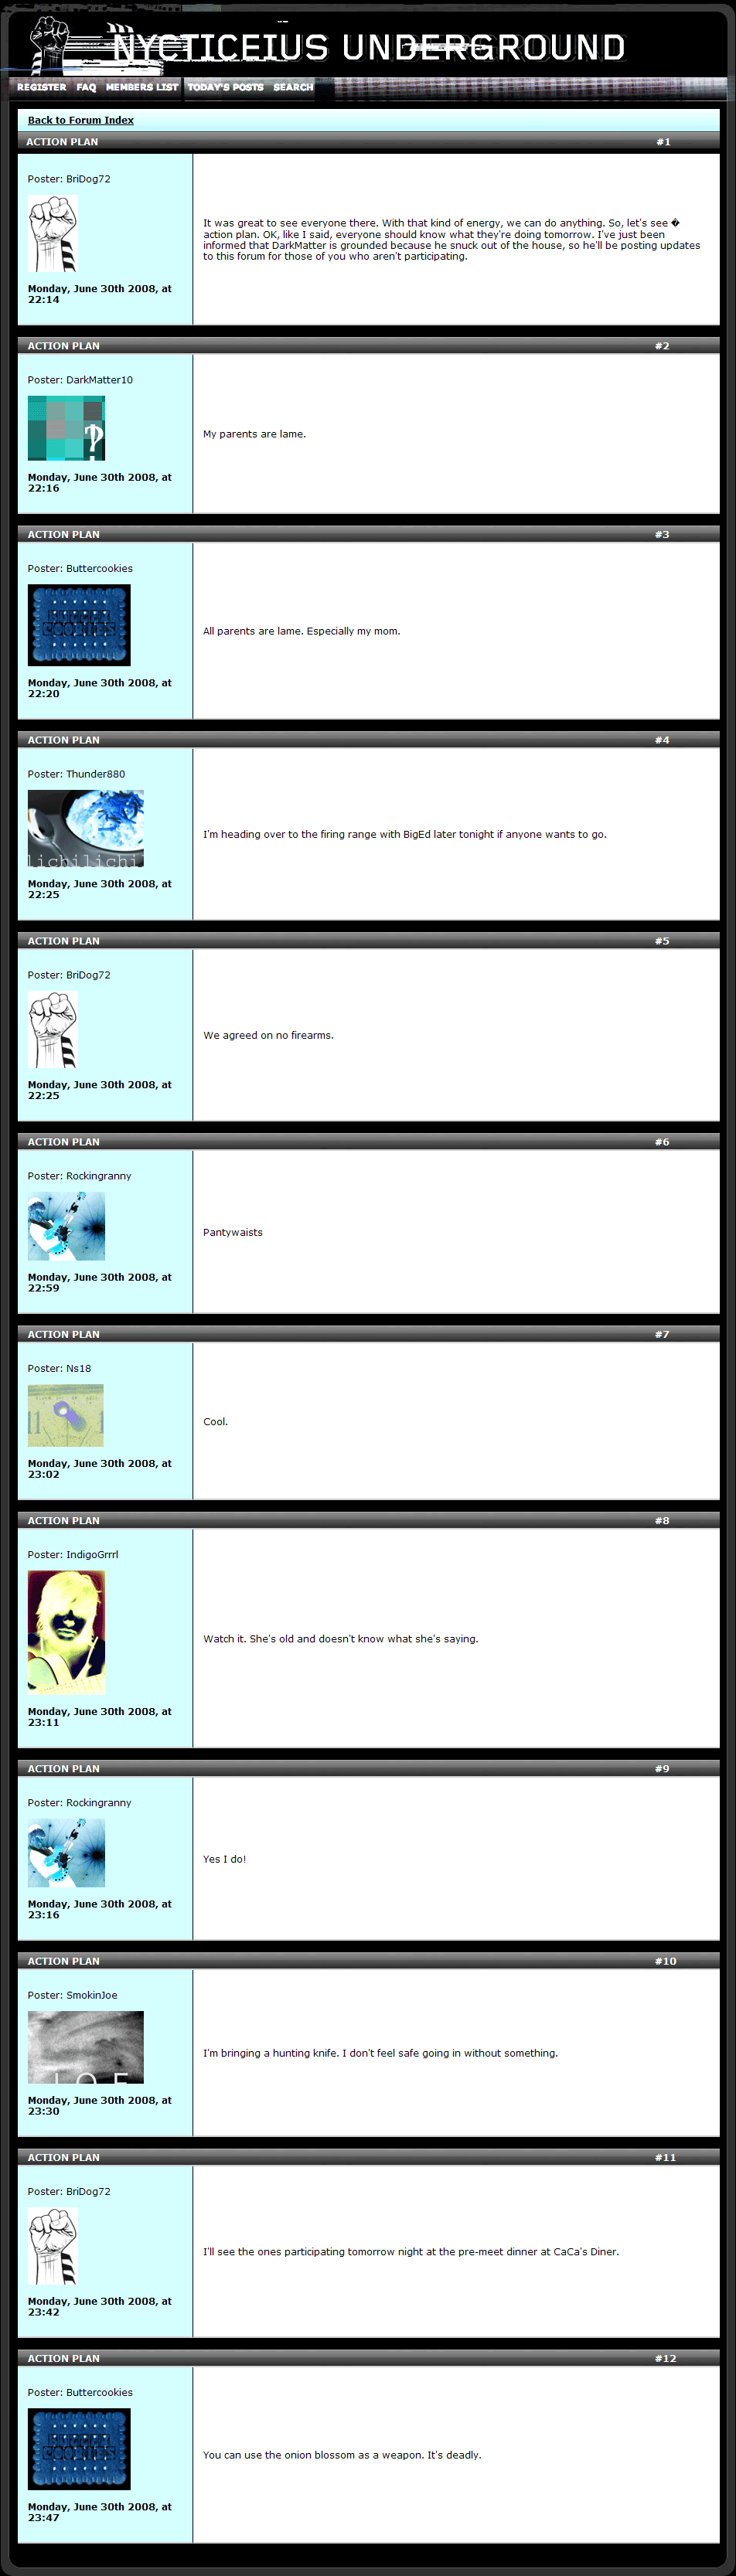 NYCTICEIUS UNDERGROUND
REGISTER FAQ MEMBERS LIST TODAY'S POSTS SEARCH
Back to Forum Index
ACTION PLAN #1
Poster: BriDog72
Monday, June 30th 2008, at
22:14
It was great to see everyone there. With that kind of energy, we can do anything. So, let's see �
action plan. OK, like I said, everyone should know what they're doing tomorrow. I've just been
informed that DarkMatter is grounded because he snuck out of the house, so he'll be posting updates
to this forum for those of you who aren't participating.
ACTION PLAN #2
Poster: DarkMatter10
?
Monday, June 30th 2008, at
22:16
My parents are lame.
ACTION PLAN #3
Poster: Buttercookies
COOKIES
Monday, June 30th 2008, at
22:20
All parents are lame. Especially my mom.
ACTION PLAN #4
Poster: Thunder880
lichilichi
Monday, June 30th 2008, at
22:25
I'm heading over to the firing range with BigEd later tonight if anyone wants to go.
ACTION PLAN #5
Poster: BriDog72
Monday, June 30th 2008, at
22:25
We agreed on no firearms.
ACTION PLAN #6
Poster: Rockingranny
Monday, June 30th 2008, at
22:59
Pantywaists
ACTION PLAN #7
Poster: Ns18
Monday, June 30th 2008, at
23:02
Cool.
ACTION PLAN #8
Poster: IndigoGrrrl
Monday, June 30th 2008, at
23:11
Watch it. She's old and doesn't know what she's saying.
ACTION PLAN #9
Poster: Rockingranny
Monday, June 30th 2008, at
23:16
Yes I do!
ACTION PLAN #10
Poster: SmokinJoe
JOE
Monday, June 30th 2008, at
23:30
I'm bringing a hunting knife. I don't feel safe going in without something.
ACTION PLAN #11
Poster: BriDog72
Monday, June 30th 2008, at
23:42
I'll see the ones participating tomorrow night at the pre-meet dinner at CaCa's Diner.
ACTION PLAN #12
Poster: Buttercookies
COOKIES
Monday, June 30th 2008, at
23:47
You can use the onion blossom as a weapon. It's deadly.